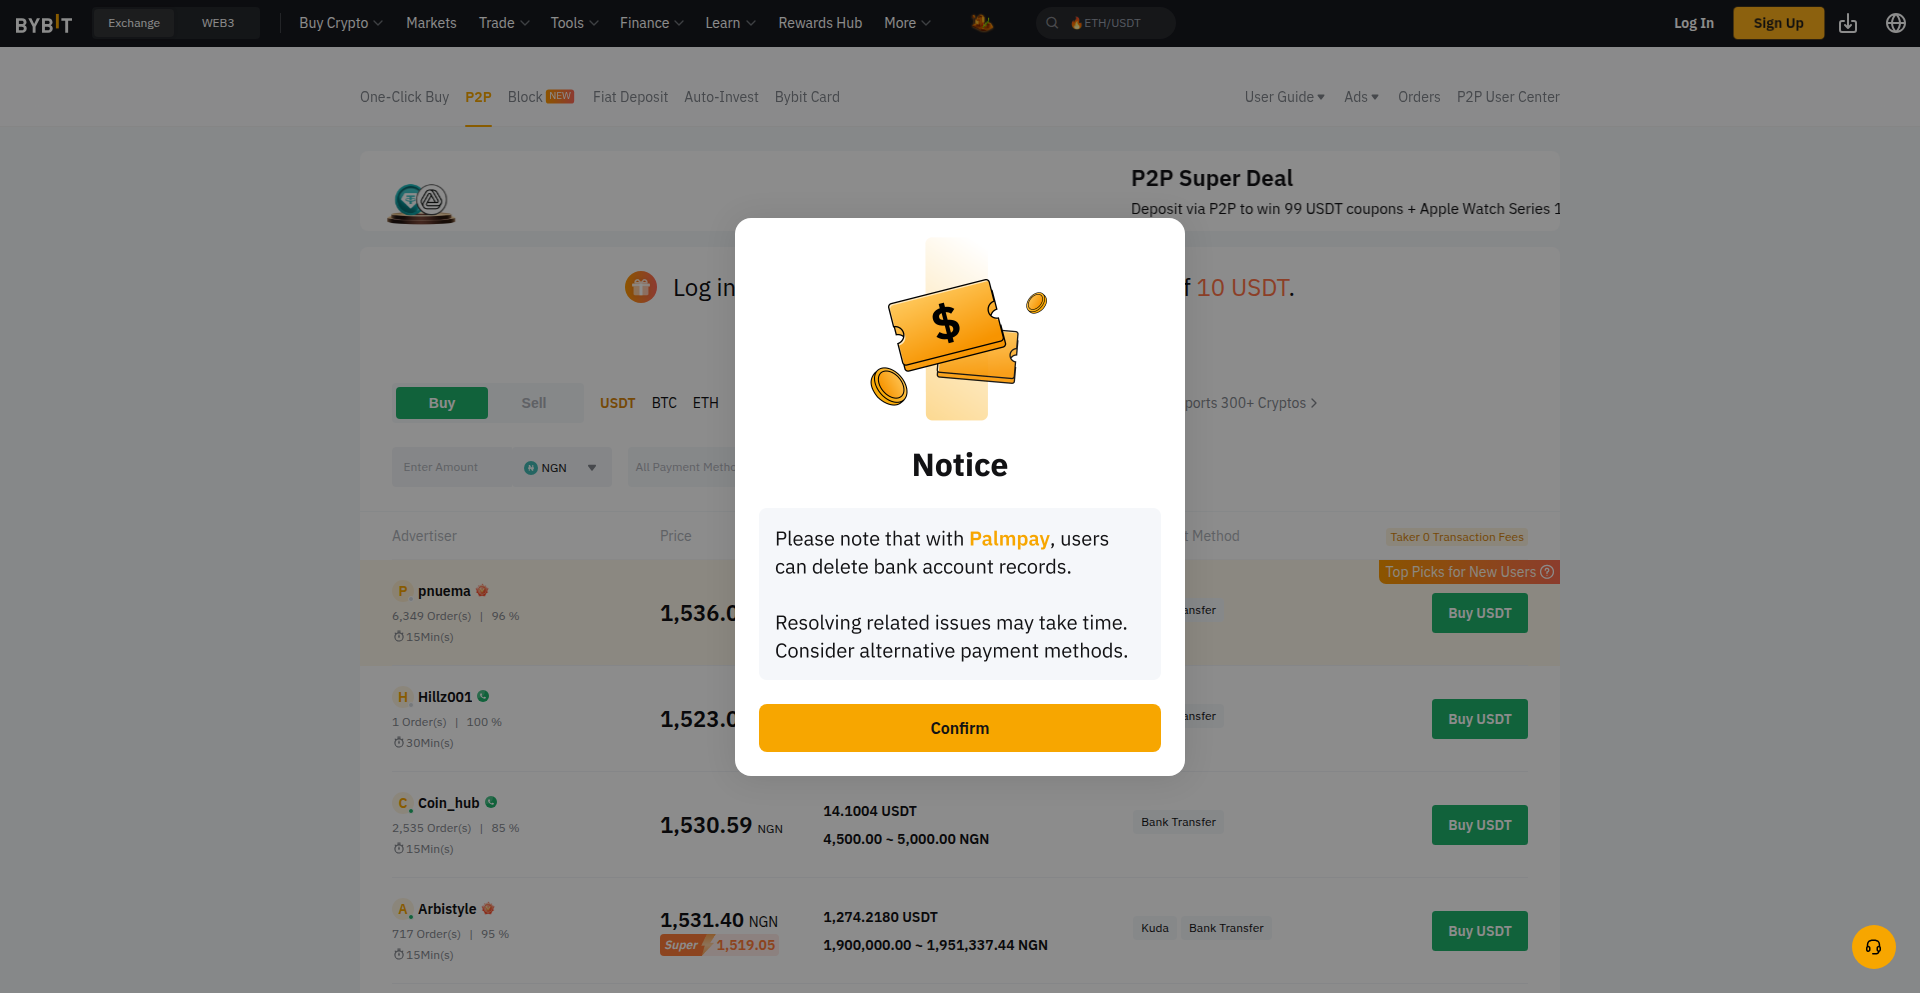 BYBIT Exchange WEB3 Buy Crypto Markets Trade Tools Finance Learn Rewards Hub More ETH/USDT Log In Sign Up
One-Click Buy P2P Block NEW Fiat Deposit Auto-Invest Bybit Card User Guide Ads Orders P2P User Center
P2P Super Deal
Deposit via P2P to win 99 USDT coupons + Apple Watch Series 1
Log in
10 USDT.
Buy Sell USDT BTC ETH
ports 300+ Cryptos
Enter Amount NGN All Payment Metho
Advertiser Price t Method Taker 0 Transaction Fees
Top Picks for New Users
P pnuema
6,349 Order(s) | 96 %
15Min(s)
1,536.0
ansfer
Buy USDT
H Hillz001
1 Order(s) | 100 %
30Min(s)
1,523.0
ansfer
Buy USDT
C Coin_hub
2,535 Order(s) | 85 %
15Min(s)
1,530.59 NGN
14.1004 USDT
4,500.00 ~ 5,000.00 NGN
Bank Transfer
Buy USDT
A Arbistyle
717 Order(s) | 95 %
15Min(s)
1,531.40 NGN
Super 1,519.05
1,274.2180 USDT
1,900,000.00 ~ 1,951,337.44 NGN
Kuda Bank Transfer
Buy USDT
$
Notice
Please note that with Palmpay, users
can delete bank account records.
Resolving related issues may take time.
Consider alternative payment methods.
Confirm